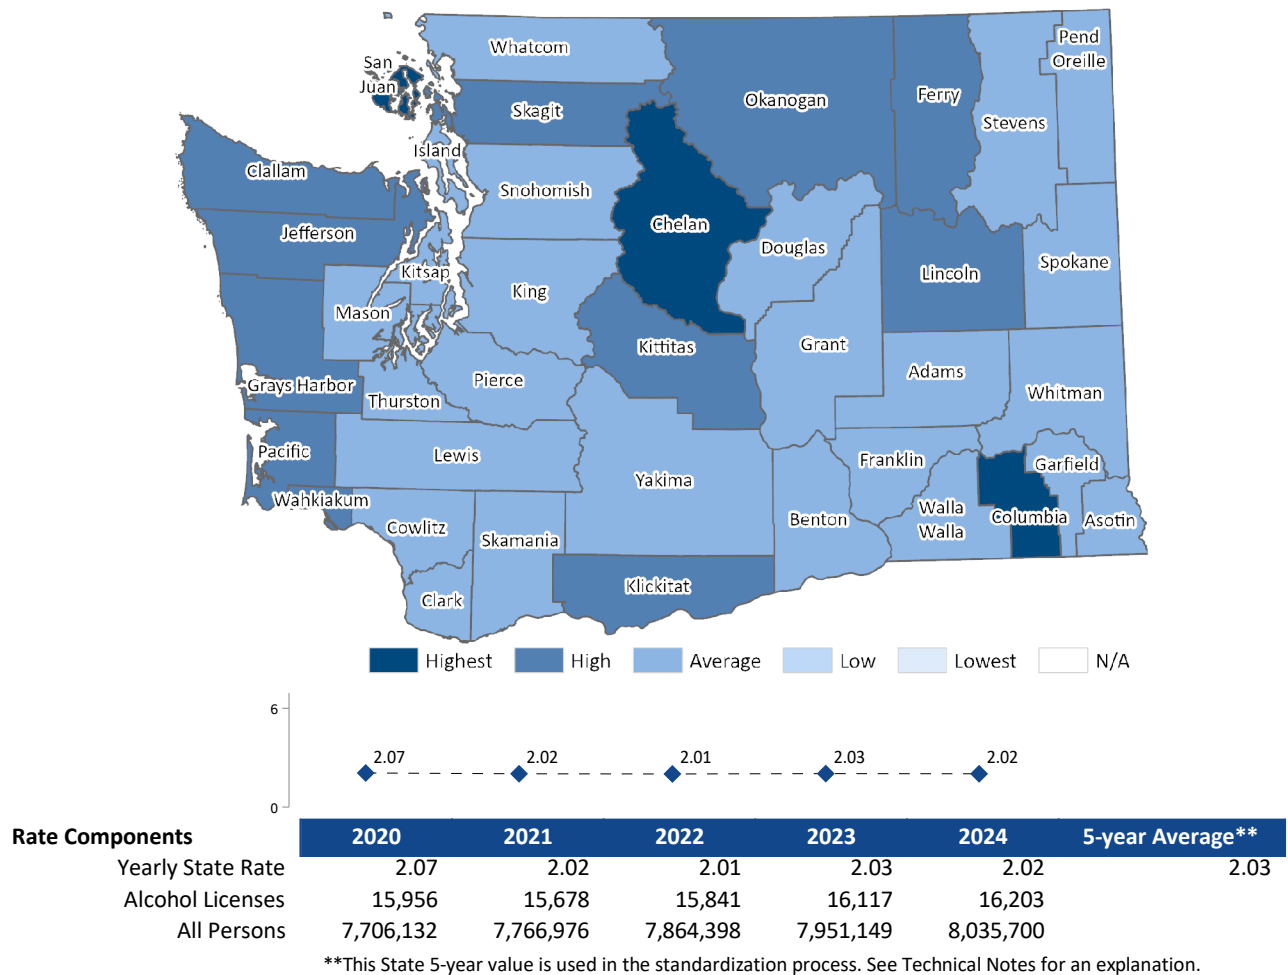 Whatcom
Pend
Oreille
San
Juan
Okanogan
Ferry
Skagit
Stevens
Island
Clallam
Snohomish
Chelan
Jefferson
Douglas
Spokane
Kitsap
Lincoln
King
Mason
Kittitas
Grant
Adams
Pierce
Grays Harbor
Whitman
Thurston
Pacific
Lewis
Franklin
Garfield
Yakima
Wahkiakum
Walla
Walla
Cowlitz
Benton
Columbia
Asotin
Skamania
Klickitat
Clark
Highest High Average Low Lowest N/A
6
2.07 2.02 2.01 2.03 2.02
0
Rate Components 2020 2021 2022 2023 2024 5-year Average**
Yearly State Rate 2.07 2.02 2.01 2.03 2.02 2.03
Alcohol Licenses 15,956 15,678 15,841 16,117 16,203
All Persons 7,706,132 7,766,976 7,864,398 7,951,149 8,035,700
**This State 5-year value is used in the standardization process. See Technical Notes for an explanation.